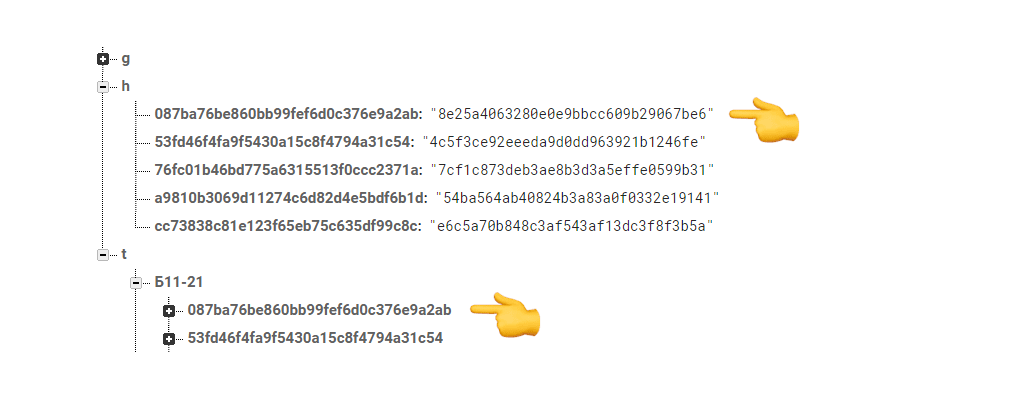 g
h
087ba76be860bb99fef6d0c376e9a2ab: "8e25a4063280e0e9bbcc609b29067be6"
53fd46f4fa9f5430a15c8f4794a31c54: "4c5f3ce92eeeda9d0dd963921b1246fe"
76fc01b46bd775a6315513f0ccc2371a: "7cf1c873deb3ae8b3d3a5effe0599b31"
a9810b3069d11274c6d82d4e5bdf6b1d: "54ba564ab40824b3a83a0f0332e19141"
cc73838c81e123f65eb75c635df99c8c: "e6c5a70b848c3af543af13dc3f8f3b5a"
t
Б11-21
087ba76be860bb99fef6d0c376e9a2ab
53fd46f4fa9f5430a15c8f4794a31c54